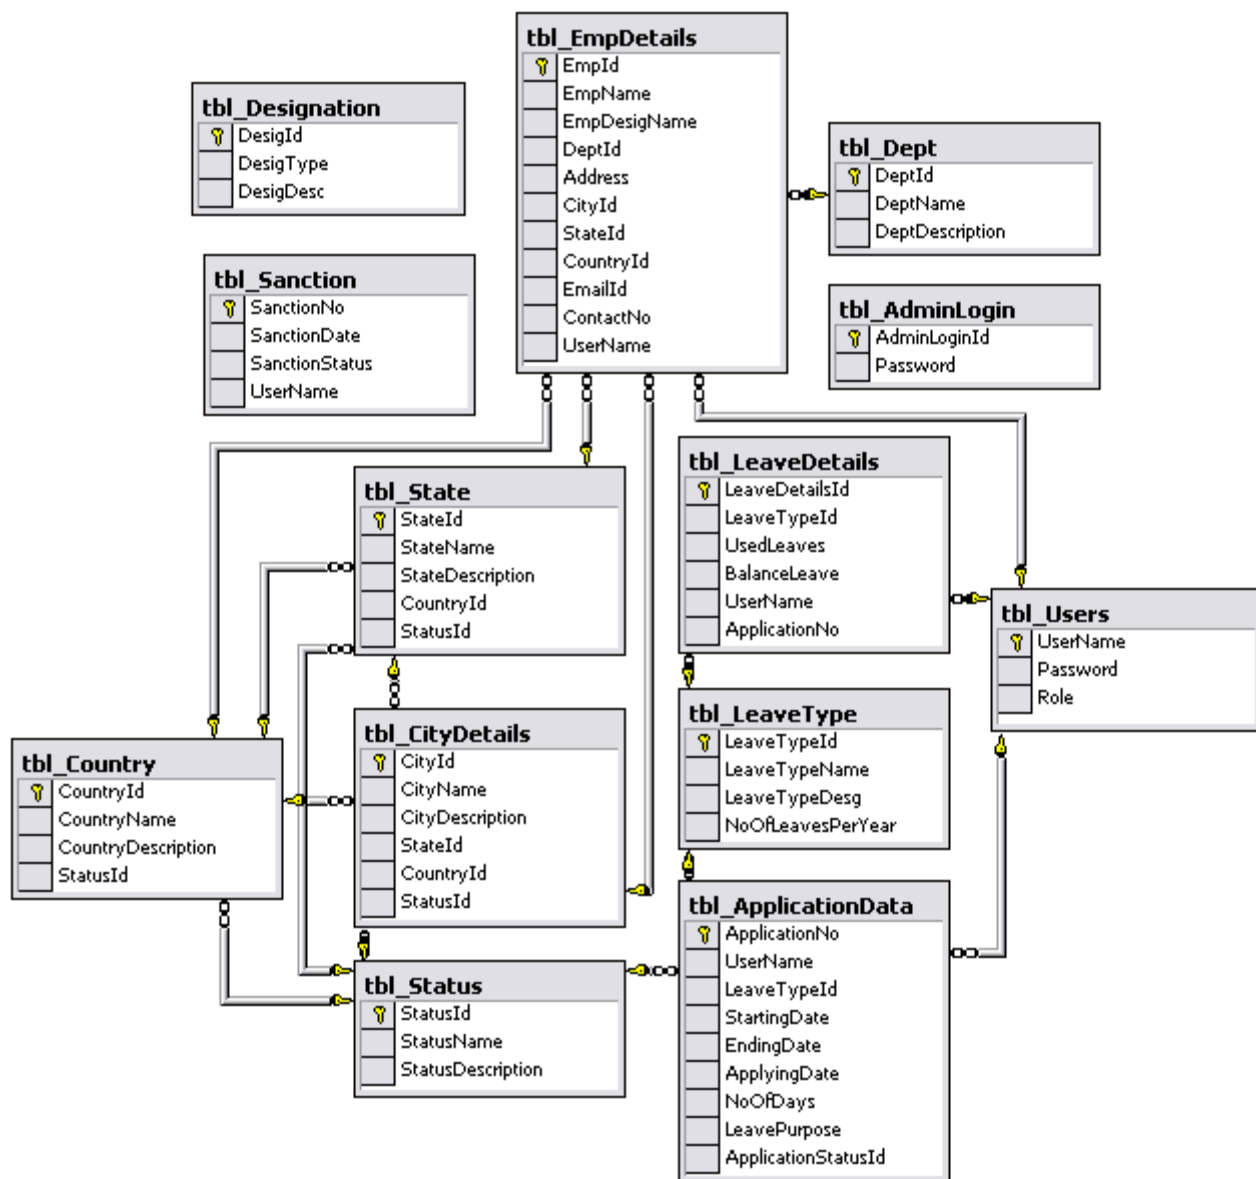 tbl_EmpDetails
EmpId
EmpName
EmpDesigName
DeptId
Address
CityId
StateId
CountryId
EmailId
ContactNo
UserName
tbl_Designation
DesigId
DesigType
DesigDesc
tbl_Dept
DeptId
DeptName
DeptDescription
tbl_Sanction
SanctionNo
SanctionDate
SanctionStatus
UserName
tbl_AdminLogin
AdminLoginId
Password
tbl_State
StateId
StateName
StateDescription
CountryId
StatusId
tbl_LeaveDetails
LeaveDetailsId
LeaveTypeId
UsedLeaves
BalanceLeave
UserName
ApplicationNo
tbl_Users
UserName
Password
Role
tbl_Country
CountryId
CountryName
CountryDescription
StatusId
tbl_CityDetails
CityId
CityName
CityDescription
StateId
CountryId
StatusId
tbl_LeaveType
LeaveTypeId
LeaveTypeName
LeaveTypeDesg
NoOfLeavesPerYear
tbl_Status
StatusId
StatusName
StatusDescription
tbl_ApplicationData
ApplicationNo
UserName
LeaveTypeId
StartingDate
EndingDate
ApplyingDate
NoOfDays
LeavePurpose
ApplicationStatusId